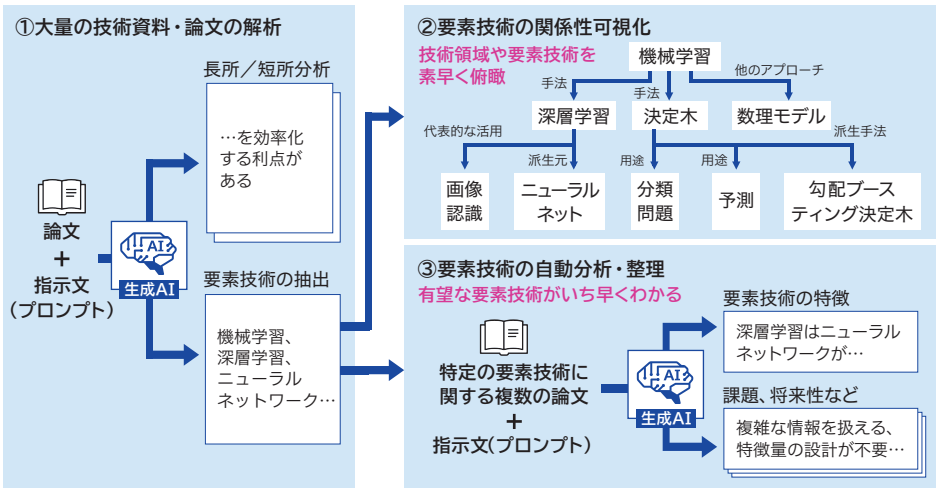 ①大量の技術資料・論文の解析
長所／短所分析
…を効率化
する利点が
ある
論文
＋
指示文
（プロンプト）
AI
生成AI
要素技術の抽出
機械学習、
深層学習、
ニューラル
ネットワーク…
②要素技術の関係性可視化
技術領域や要素技術を
素早く俯瞰
機械学習
手法
手法
他のアプローチ
深層学習
決定木
数理モデル
代表的な活用
派生元
用途
用途
派生手法
画像
認識
ニューラル
ネット
分類
問題
予測
勾配ブース
ティング決定木
③要素技術の自動分析・整理
有望な要素技術がいち早くわかる
特定の要素技術に
関する複数の論文
＋
指示文（プロンプト）
AI
生成AI
要素技術の特徴
深層学習はニューラル
ネットワークが…
課題、将来性など
複雑な情報を扱える、
特徴量の設計が不要…